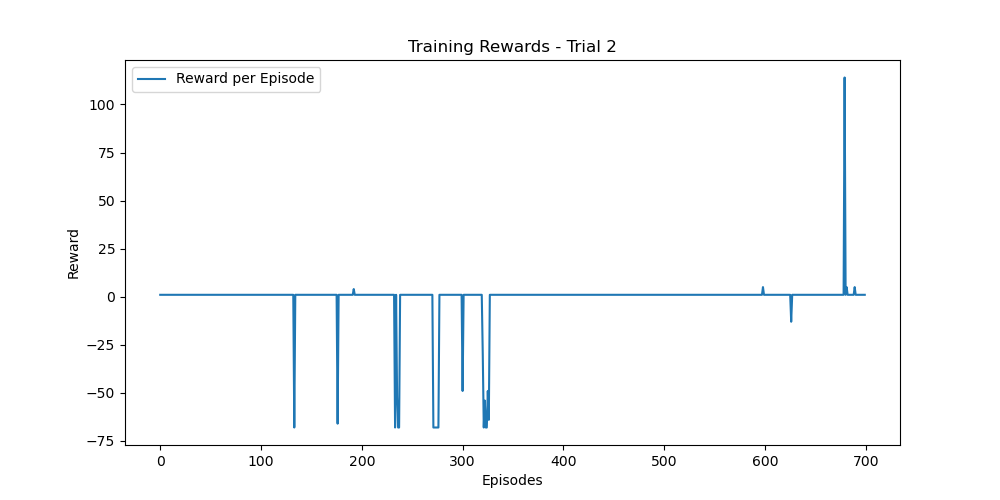 Training Rewards - Trial 2
Reward per Episode
100
75
50
25
0
−25
−50
−75
Reward
0 100 200 300 400 500 600 700
Episodes